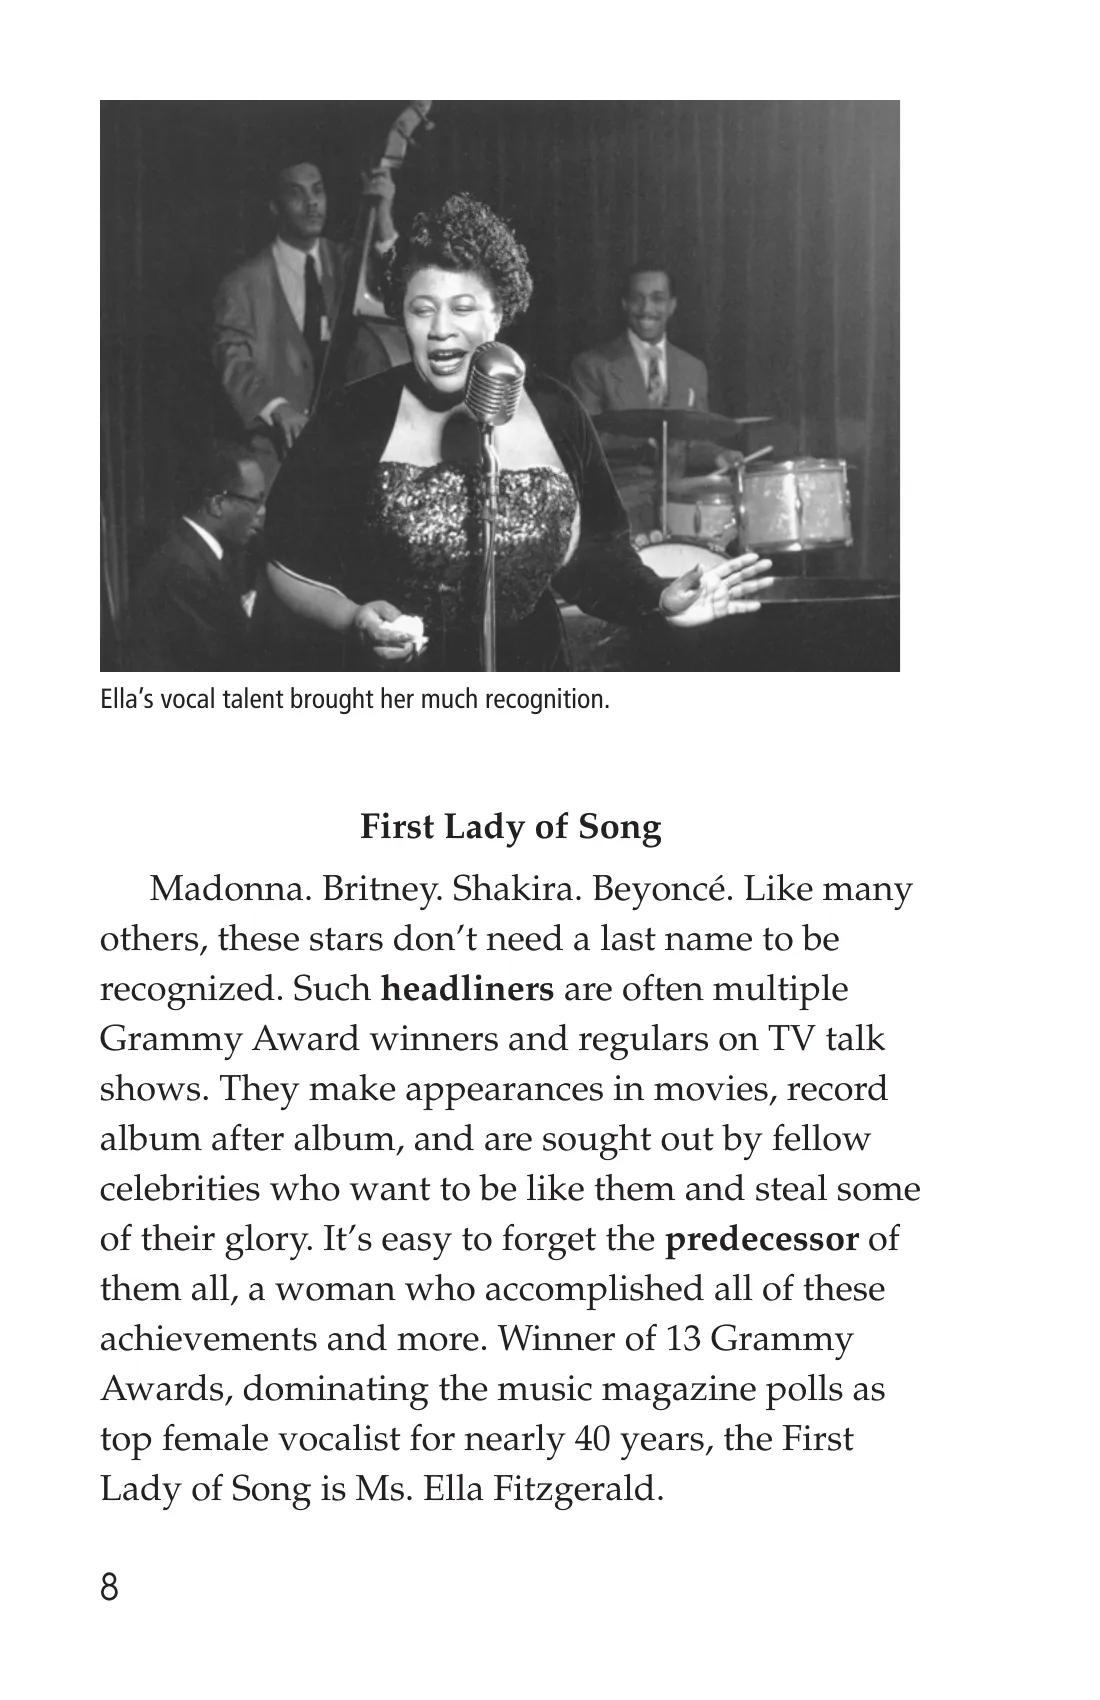 Ella’s vocal talent brought her much recognition.
First Lady of Song
Madonna. Britney. Shakira. Beyoncé. Like many
others, these stars don’t need a last name to be
recognized. Such headliners are often multiple
Grammy Award winners and regulars on TV talk
shows. They make appearances in movies, record
album after album, and are sought out by fellow
celebrities who want to be like them and steal some
of their glory. It’s easy to forget the predecessor of
them all, a woman who accomplished all of these
achievements and more. Winner of 13 Grammy
Awards, dominating the music magazine polls as
top female vocalist for nearly 40 years, the First
Lady of Song is Ms. Ella Fitzgerald.
8